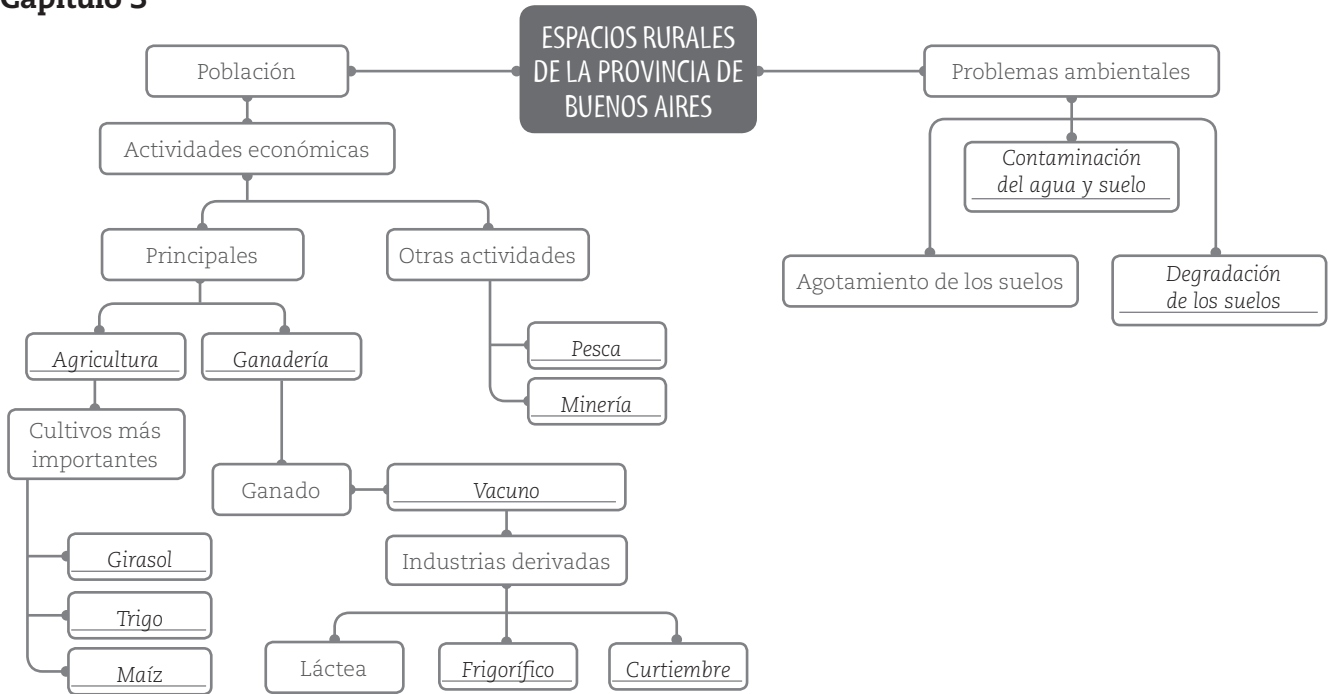 Capítulo 3
ESPACIOS RURALES
DE LA PROVINCIA DE
BUENOS AIRES
Población
Problemas ambientales
Actividades económicas
Contaminación
del agua y suelo
Principales
Otras actividades
Agotamiento de los suelos
Degradación
de los suelos
Agricultura
Ganadería
Pesca
Minería
Cultivos más
importantes
Ganado
Vacuno
Girasol
Industrias derivadas
Trigo
Maíz
Láctea
Frigorífico
Curtiembre